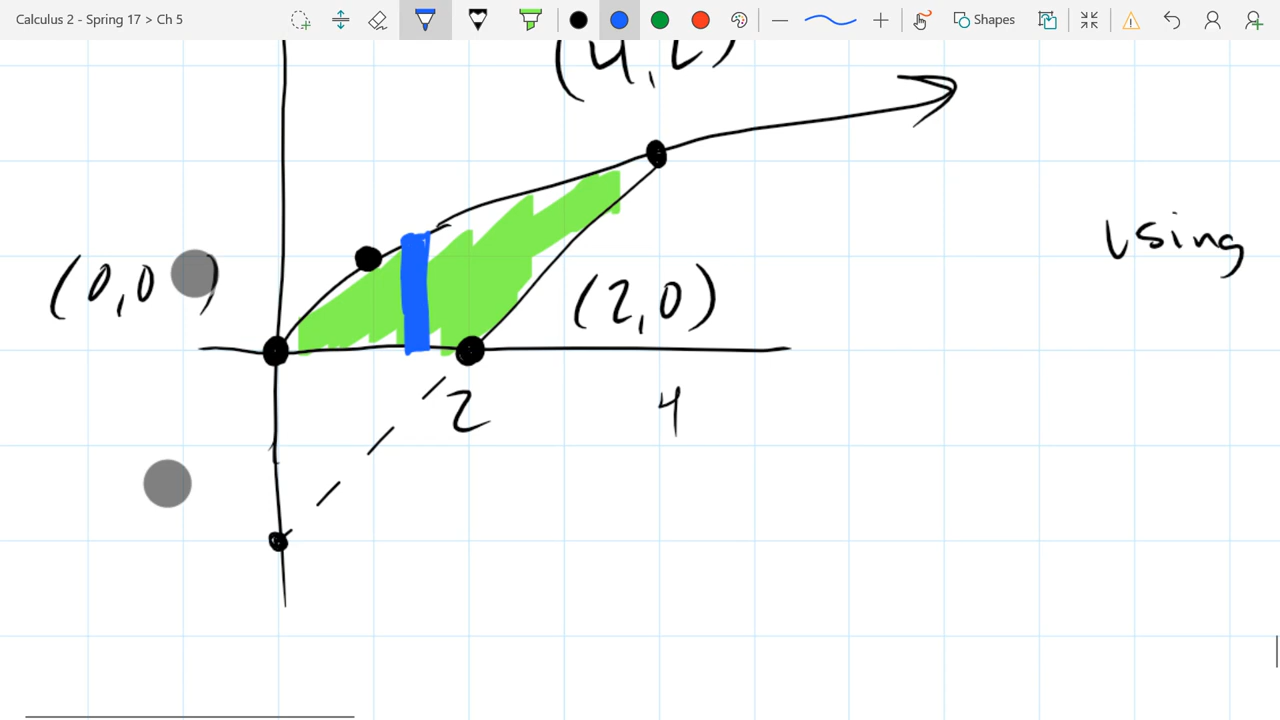 Calculus 2 - Spring 17 > Ch 5
Shapes
(4,2)
using
(0,0)
(2,0)
2
4